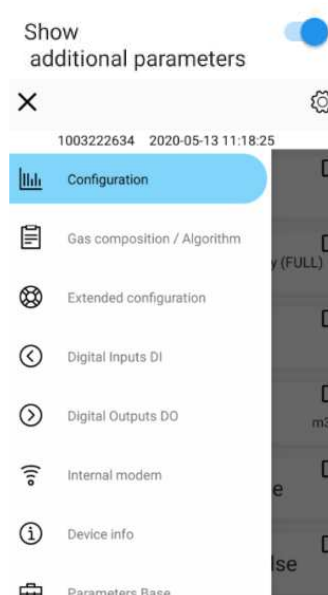 Show
additional parameters
1003222634 2020-05-13 11:18:25
Configuration
Gas composition / Algorithm
y (FULL)
Extended configuration
Digital Inputs DI
Digital Outputs DO
m3
Internal modem
e
Device info
lse
Parameters Base